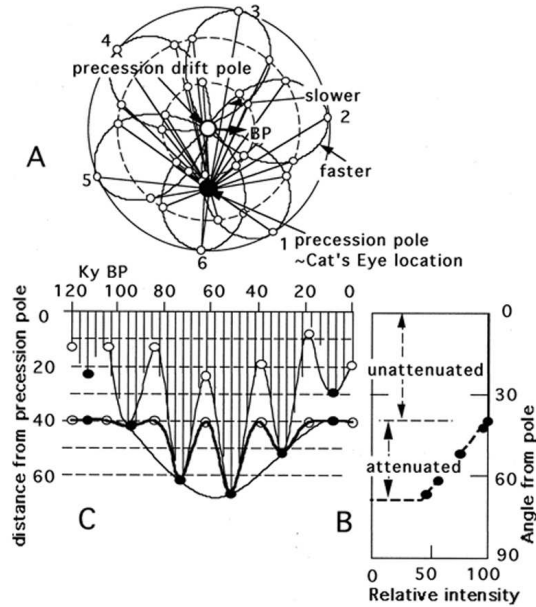 3
4
precession drift pole
slower
2
BP
A
faster
5
1
precession pole
~Cat's Eye location
6
Ky BP
120 100 80 60 40 20 0
0
20
40
60
distance from precession pole
C
0
30
60
90
Angle from pole
unattenuated
attenuated
B
0 50 100
Relative intensity